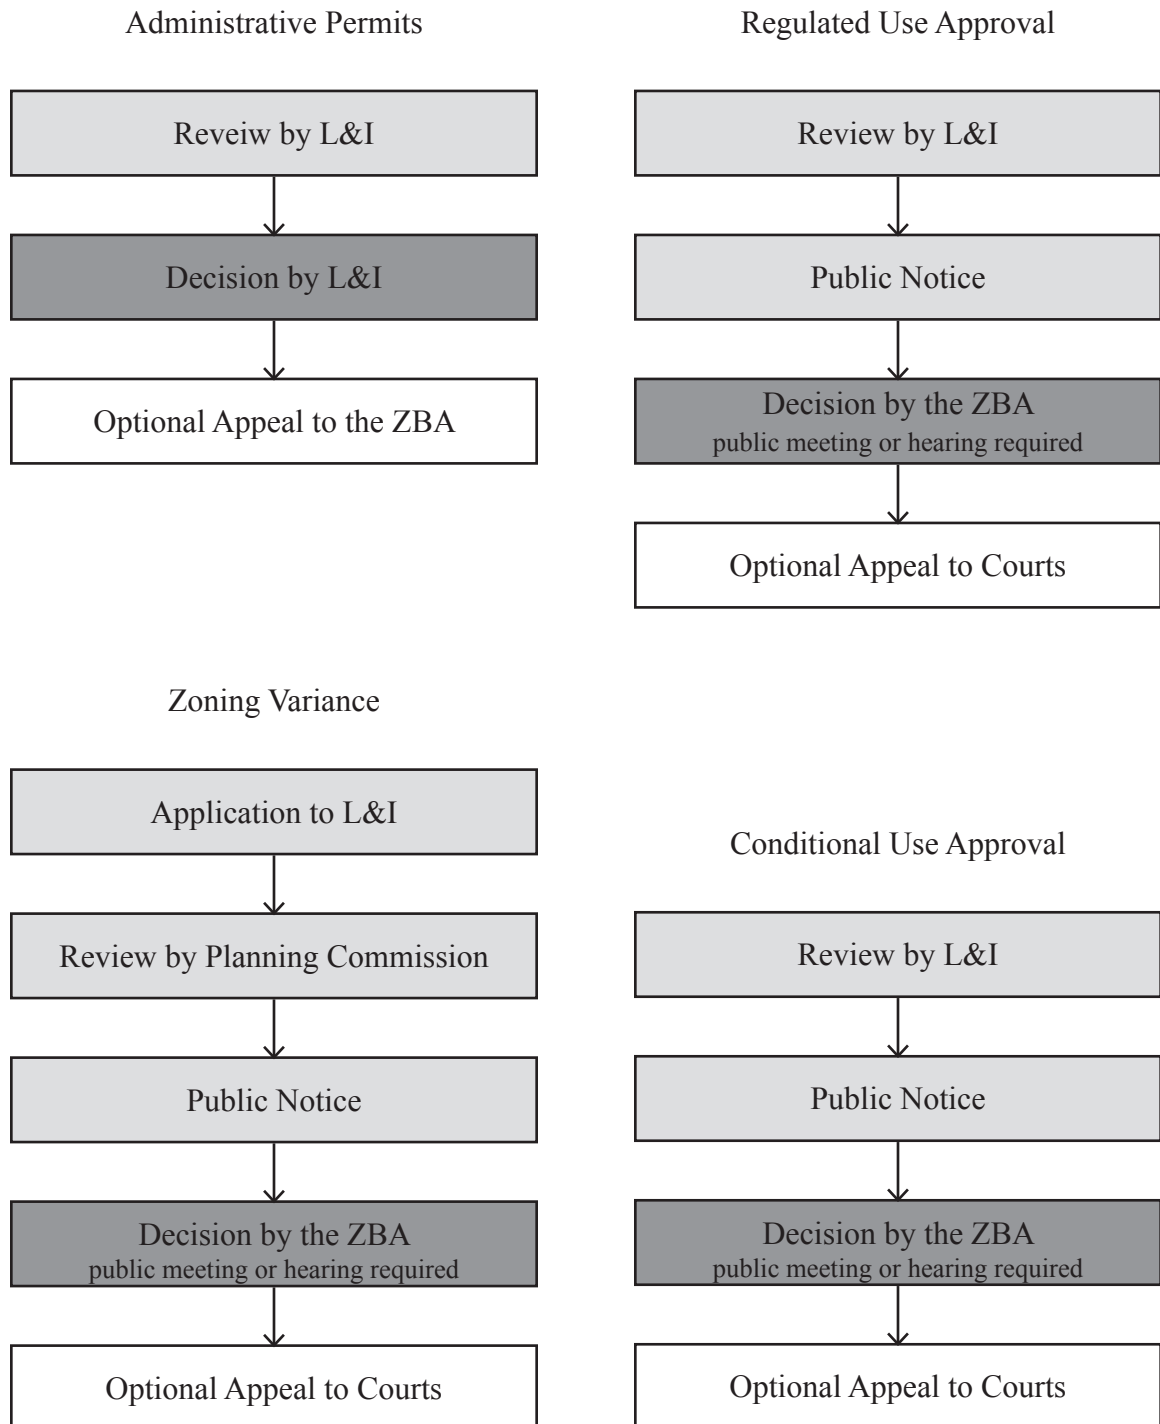 Administrative Permits
Reveiw by L&I
Decision by L&I
Optional Appeal to the ZBA
Regulated Use Approval
Review by L&I
Public Notice
Decision by the ZBA
public meeting or hearing required
Optional Appeal to Courts
Zoning Variance
Application to L&I
Review by Planning Commission
Public Notice
Decision by the ZBA
public meeting or hearing required
Optional Appeal to Courts
Conditional Use Approval
Review by L&I
Public Notice
Decision by the ZBA
public meeting or hearing required
Optional Appeal to Courts